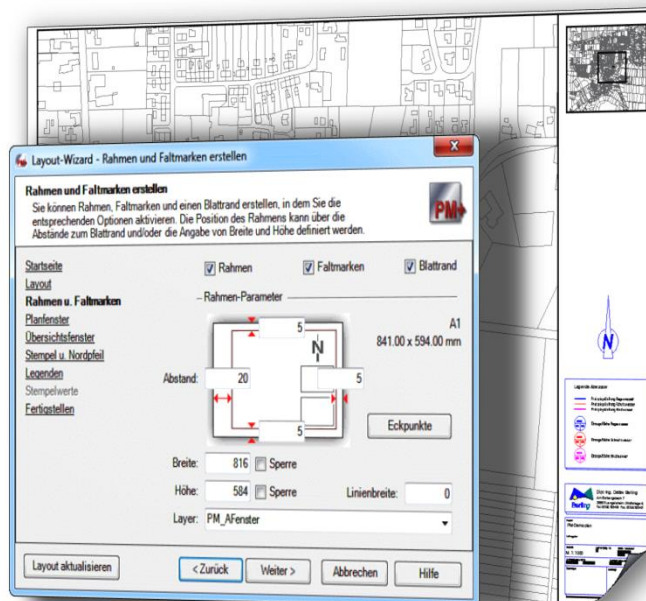 Layout-Wizard - Rahmen und Faltmarken erstellen
X
Rahmen und Faltmarken erstellen
Sie können Rahmen, Faltmarken und einen Blattrand erstellen, in dem Sie die
entsprechenden Optionen aktivieren. Die Position des Rahmens kann über die
Abstände zum Blattrand und/oder die Angabe von Breite und Höhe definiert werden.
PM+
Startseite
Layout
Rahmen u. Faltmarken
Planfenster
Übersichtsfenster
Stempel u. Nordpfeil
Legenden
Stempelwerte
Fertigstellen
Rahmen
Faltmarken
Blattrand
Rahmen-Parameter
5
N
A1
841.00 x 594.00 mm
Abstand:
20
5
5
Eckpunkte
Breite:
816
Sperre
Höhe:
584
Sperre
Linienbreite:
0
Layer:
PM_AFenster
Layout aktualisieren
< Zurück
Weiter >
Abbrechen
Hilfe
N
Legende Abwasser
Berling